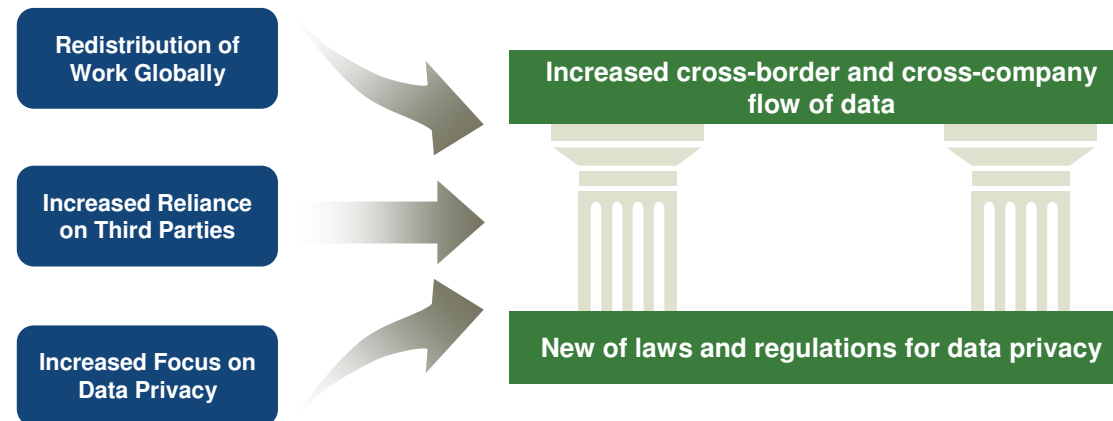 Redistribution of
Work Globally
Increased Reliance
on Third Parties
Increased Focus on
Data Privacy
Increased cross-border and cross-company
flow of data
New of laws and regulations for data privacy